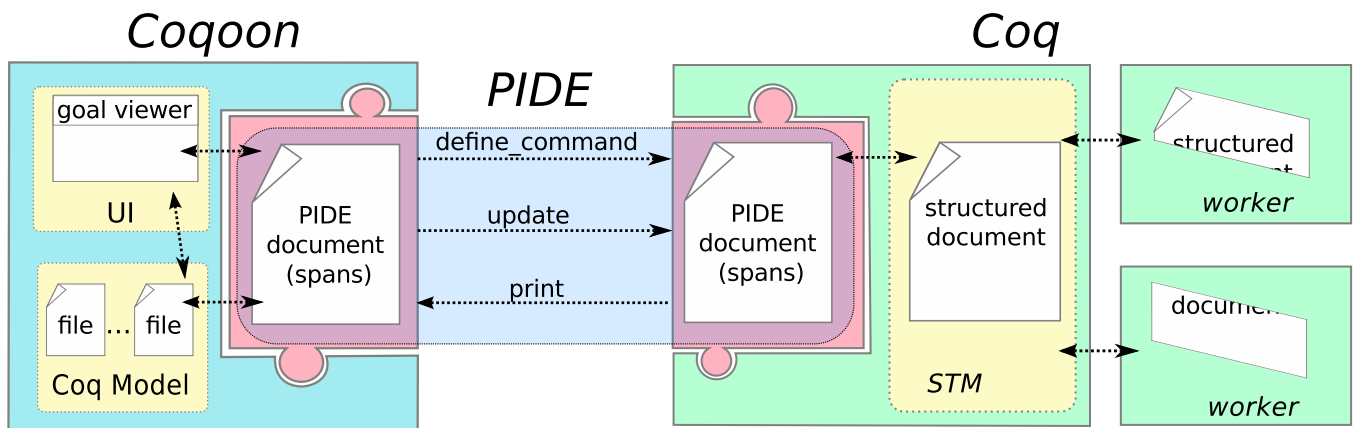 Coqoon
PIDE
Coq
goal viewer
UI
file
...
file
Coq Model
PIDE
document
(spans)
define_command
update
print
PIDE
document
(spans)
structured
document
STM
structured
worker
worker